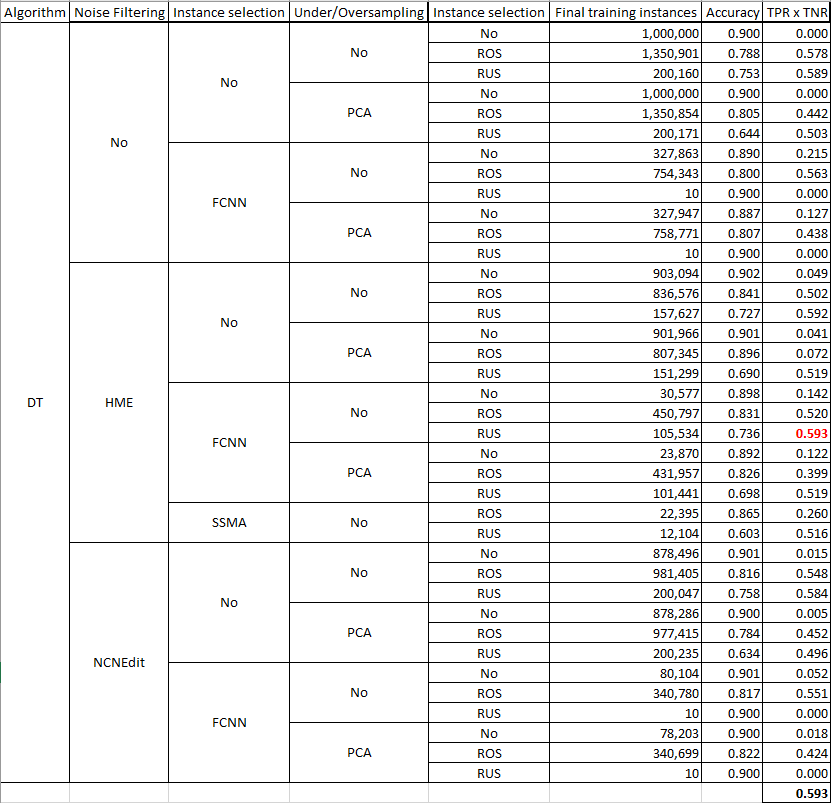 Algorithm Noise Filtering Instance selection Under/Oversampling Instance selection Final training instances Accuracy TPR x TNR
DT No No No No 1,000,000 0.900 0.000
ROS 1,350,901 0.788 0.578
RUS 200,160 0.753 0.589
PCA No 1,000,000 0.900 0.000
ROS 1,350,854 0.805 0.442
RUS 200,171 0.644 0.503
FCNN No No 327,863 0.890 0.215
ROS 754,343 0.800 0.563
RUS 10 0.900 0.000
PCA No 327,947 0.887 0.127
ROS 758,771 0.807 0.438
RUS 10 0.900 0.000
HME No No No 903,094 0.902 0.049
ROS 836,576 0.841 0.502
RUS 157,627 0.727 0.592
PCA No 901,966 0.901 0.041
ROS 807,345 0.896 0.072
RUS 151,299 0.690 0.519
FCNN No No 30,577 0.898 0.142
ROS 450,797 0.831 0.520
RUS 105,534 0.736 0.593
PCA No 23,870 0.892 0.122
ROS 431,957 0.826 0.399
RUS 101,441 0.698 0.519
SSMA No ROS 22,395 0.865 0.260
RUS 12,104 0.603 0.516
NCNEdit No No No 878,496 0.901 0.015
ROS 981,405 0.816 0.548
RUS 200,047 0.758 0.584
PCA No 878,286 0.900 0.005
ROS 977,415 0.784 0.452
RUS 200,235 0.634 0.496
FCNN No No 80,104 0.901 0.052
ROS 340,780 0.817 0.551
RUS 10 0.900 0.000
PCA No 78,203 0.900 0.018
ROS 340,699 0.822 0.424
RUS 10 0.900 0.000
0.593